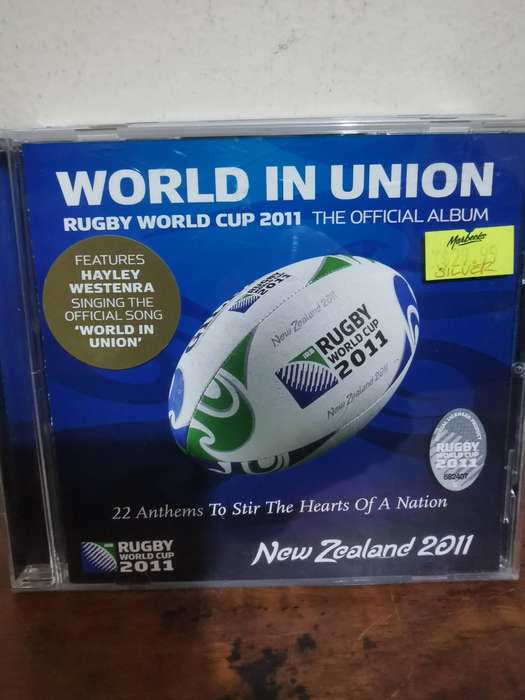 WORLD IN UNION
RUGBY WORLD CUP 2011 THE OFFICIAL ALBUM
FEATURES
HAYLEY
WESTENRA
SINGING THE
OFFICIAL SONG
'WORLD IN
UNION'
Marbecks
SILVER
New Zealand 2011
RUGBY
WORLD CUP
2011
New Zealand 2011
RUGBY
WORLD CUP
2011
682407
22 Anthems To Stir The Hearts Of A Nation
RUGBY
WORLD CUP
2011
New Zealand 2011